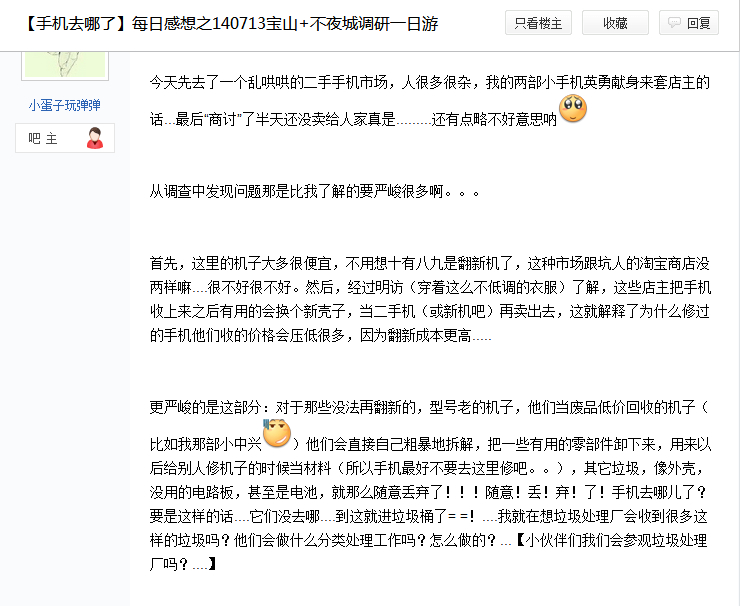 【手机去哪了】每日感想之140713宝山+不夜城调研一日游
只看楼主
收藏
回复
小蛋子玩弹弹
吧 主
今天先去了一个乱哄哄的二手手机市场，人很多很杂，我的两部小手机英勇献身来套店主的
话...最后“商讨”了半天还没卖给人家真是.........还有点略不好意思呐
从调查中发现问题那是比我了解的要严峻很多啊。。。
首先，这里的机子大多很便宜，不用想十有八九是翻新机了，这种市场跟坑人的淘宝商店没
两样嘛....很不好很不好。然后，经过明访（穿着这么不低调的衣服）了解，这些店主把手机
收上来之后有用的会换个新壳子，当二手机（或新机吧）再卖出去，这就解释了为什么修过
的手机他们收的价格会压低很多，因为翻新成本更高.....
更严峻的是这部分：对于那些没法再翻新的，型号老的机子，他们当废品低价回收的机子（
比如我那部小中兴）他们会直接自己粗暴地拆解，把一些有用的零部件卸下来，用来以
后给别人修机子的时候当材料（所以手机最好不要去这里修吧。。），其它垃圾，像外壳，
没用的电路板，甚至是电池，就那么随意丢弃了！！！随意！丢！弃！了！手机去哪儿了？
要是这样的话....它们没去哪....到这就进垃圾桶了= =！....我就在想垃圾处理厂会收到很多这
样的垃圾吗？他们会做什么分类处理工作吗？怎么做的？...【小伙伴们我们会参观垃圾处理
厂吗？....】